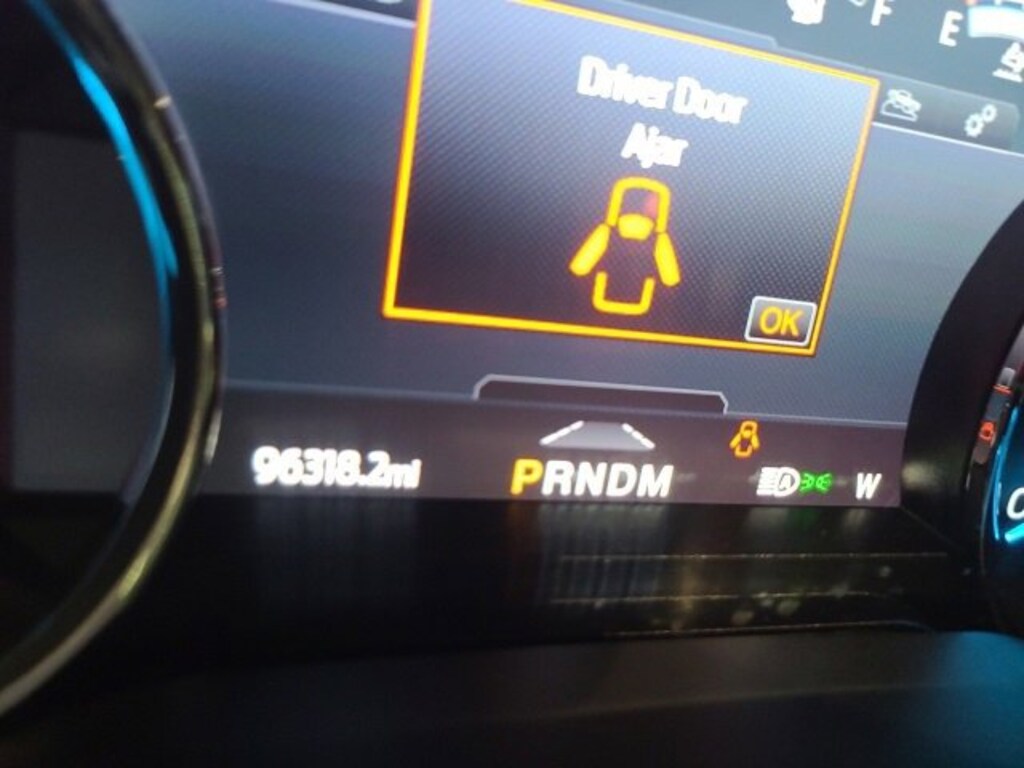 F E
Driver Door
Ajar
OK
96318.2mi
PRNDM
A
W